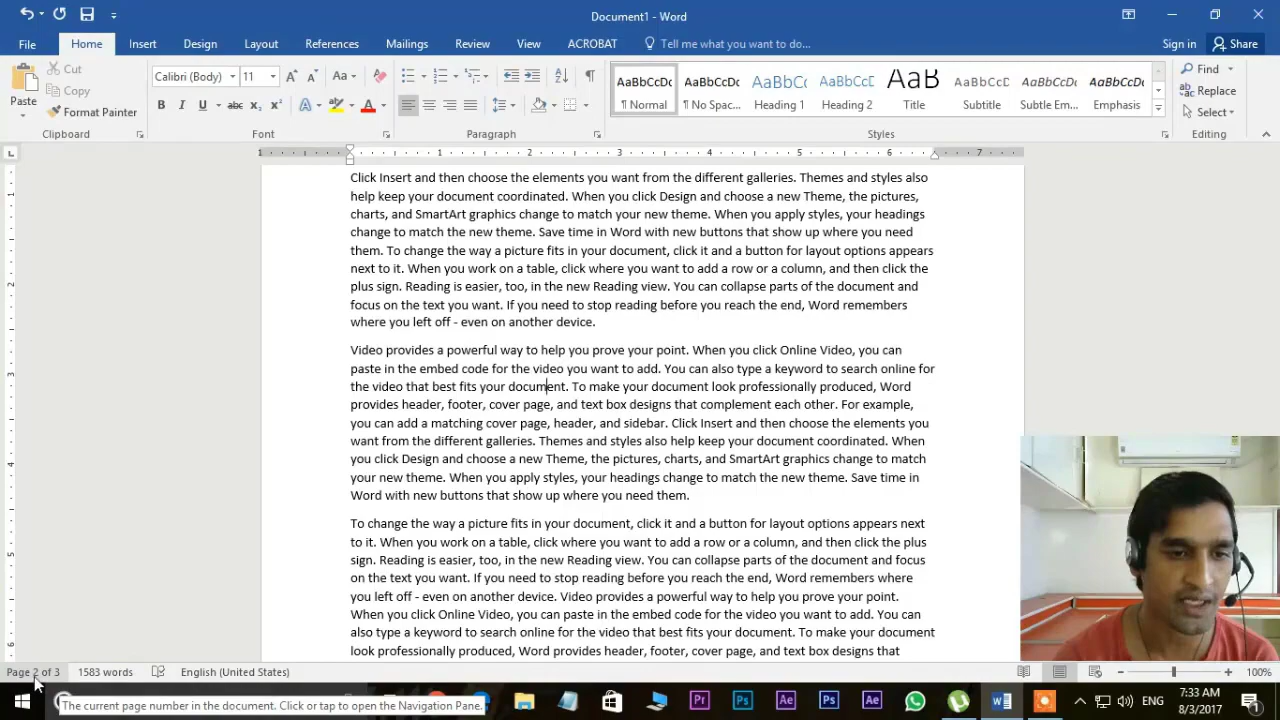 Document1 - Word
File Home Insert Design Layout References Mailings Review View ACROBAT Tell me what you want to do... Sign in Share
Paste
Cut
Copy
Format Painter
Clipboard
Calibri (Body) 11
Font
Paragraph
AaBbCcDc AaBbCcDc AaBbCc AaBbCcD AaB AaBbCcD AaBbCcDc AaBbCcDc
¶ Normal ¶ No Spac... Heading 1 Heading 2 Title Subtitle Subtle Em... Emphasis
Styles
Find
Replace
Select
Editing
1 1 2 3 4 5 6 7
Click Insert and then choose the elements you want from the different galleries. Themes and styles also
help keep your document coordinated. When you click Design and choose a new Theme, the pictures,
charts, and SmartArt graphics change to match your new theme. When you apply styles, your headings
change to match the new theme. Save time in Word with new buttons that show up where you need
them. To change the way a picture fits in your document, click it and a button for layout options appears
next to it. When you work on a table, click where you want to add a row or a column, and then click the
plus sign. Reading is easier, too, in the new Reading view. You can collapse parts of the document and
focus on the text you want. If you need to stop reading before you reach the end, Word remembers
where you left off - even on another device.
Video provides a powerful way to help you prove your point. When you click Online Video, you can
paste in the embed code for the video you want to add. You can also type a keyword to search online for
the video that best fits your document. To make your document look professionally produced, Word
provides header, footer, cover page, and text box designs that complement each other. For example,
you can add a matching cover page, header, and sidebar. Click Insert and then choose the elements you
want from the different galleries. Themes and styles also help keep your document coordinated. When
you click Design and choose a new Theme, the pictures, charts, and SmartArt graphics change to match
your new theme. When you apply styles, your headings change to match the new theme. Save time in
Word with new buttons that show up where you need them.
To change the way a picture fits in your document, click it and a button for layout options appears next
to it. When you work on a table, click where you want to add a row or a column, and then click the plus
sign. Reading is easier, too, in the new Reading view. You can collapse parts of the document and focus
on the text you want. If you need to stop reading before you reach the end, Word remembers where
you left off - even on another device. Video provides a powerful way to help you prove your point.
When you click Online Video, you can paste in the embed code for the video you want to add. You can
also type a keyword to search online for the video that best fits your document. To make your document
look professionally produced, Word provides header, footer, cover page, and text box designs that
Page 2 of 3 1583 words English (United States) 100%
The current page number in the document. Click or tap to open the Navigation Pane.
Pr Ps Ae Ps Ae
ENG
7:33 AM
8/3/2017
1